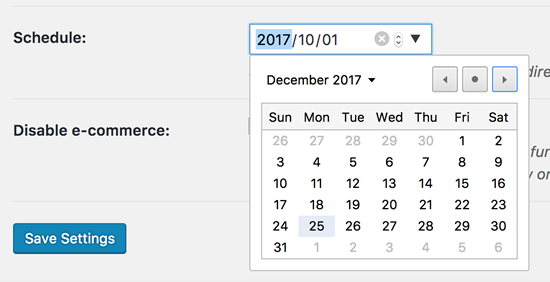 Schedule:
2017/10/01
dire
December 2017
Sun Mon Tue Wed Thu Fri Sat
26 27 28 29 30 1 2
Disable e-commerce:
3 4 5 6 7 8 9
fur
10 11 12 13 14 15 16
y or
17 18 19 20 21 22 23
24 25 26 27 28 29 30
Save Settings
31 1 2 3 4 5 6